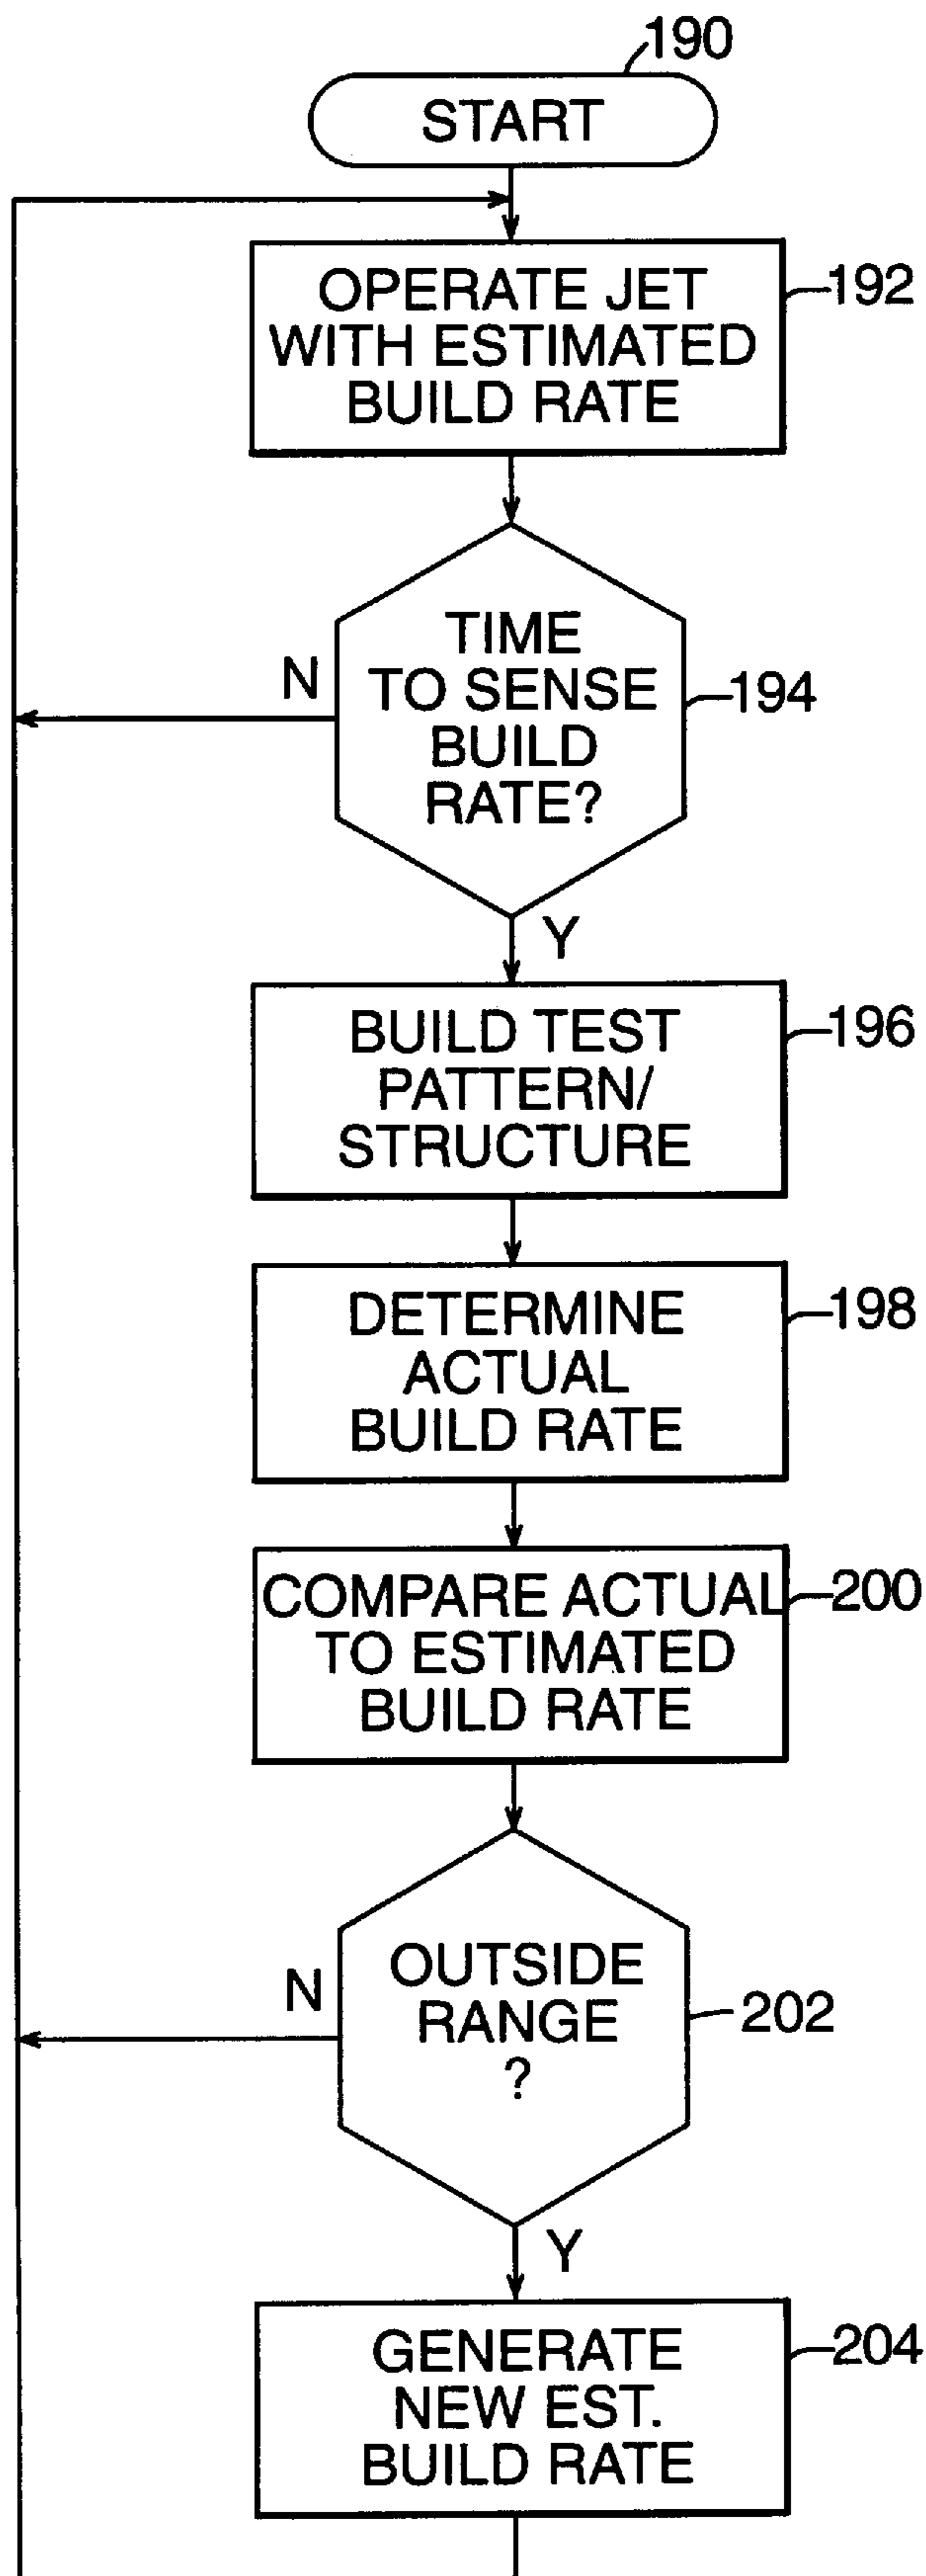 190
START
OPERATE JET
WITH ESTIMATED
BUILD RATE
192
TIME
TO SENSE
BUILD
RATE?
194
N
Y
BUILD TEST
PATTERN/
STRUCTURE
196
DETERMINE
ACTUAL
BUILD RATE
198
COMPARE ACTUAL
TO ESTIMATED
BUILD RATE
200
OUTSIDE
RANGE
?
202
N
Y
GENERATE
NEW EST.
BUILD RATE
204